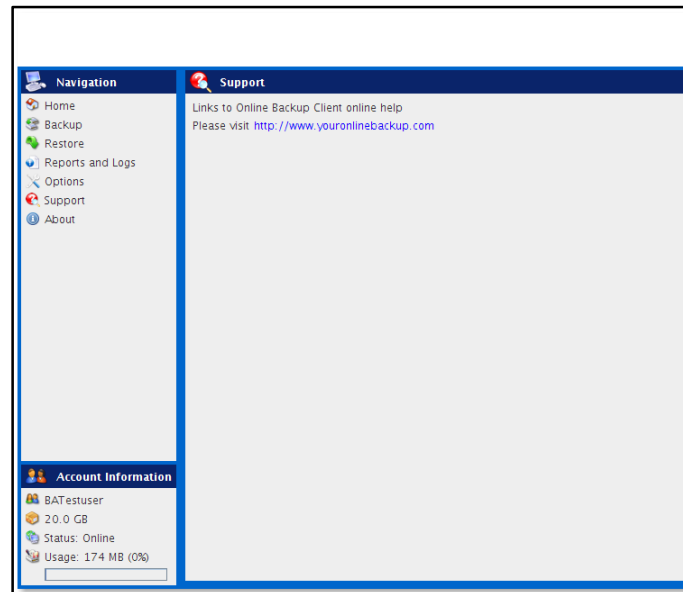 Navigation
Home
Backup
Restore
Reports and Logs
Options
Support
About
Support
Links to Online Backup Client online help
Please visit http://www.youronlinebackup.com
Account Information
BATestuser
20.0 GB
Status: Online
Usage: 174 MB (0%)